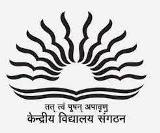 तत् त्वं पूषन् अपावृणु
केन्द्रीय विद्यालय संगठन